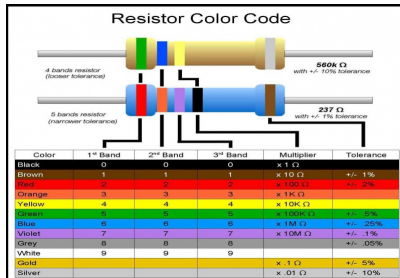 Resistor Color Code
4 bands resistor
(looser tolerance)
560k Ω
with +/- 10% tolerance
5 bands resistor
(narrower tolerance)
237 Ω
with +/- 1% tolerance
Color 1st Band 2nd Band 3rd Band Multiplier Tolerance
Black 0 0 0 x 1 Ω
Brown 1 1 1 x 10 Ω +/- 1%
Red 2 2 2 x 100 Ω +/- 2%
Orange 3 3 3 x 1K Ω
Yellow 4 4 4 x 10K Ω
Green 5 5 5 x 100K Ω +/- .5%
Blue 6 6 6 x 1M Ω +/- .25%
Violet 7 7 7 x 10M Ω +/- .1%
Grey 8 8 8 +/- .05%
White 9 9 9
Gold x .1 Ω +/- 5%
Silver x .01 Ω +/- 10%